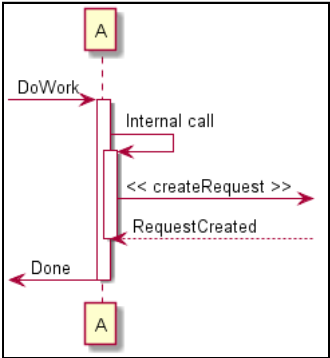 A
DoWork
Internal call
<< createRequest >>
RequestCreated
Done
A